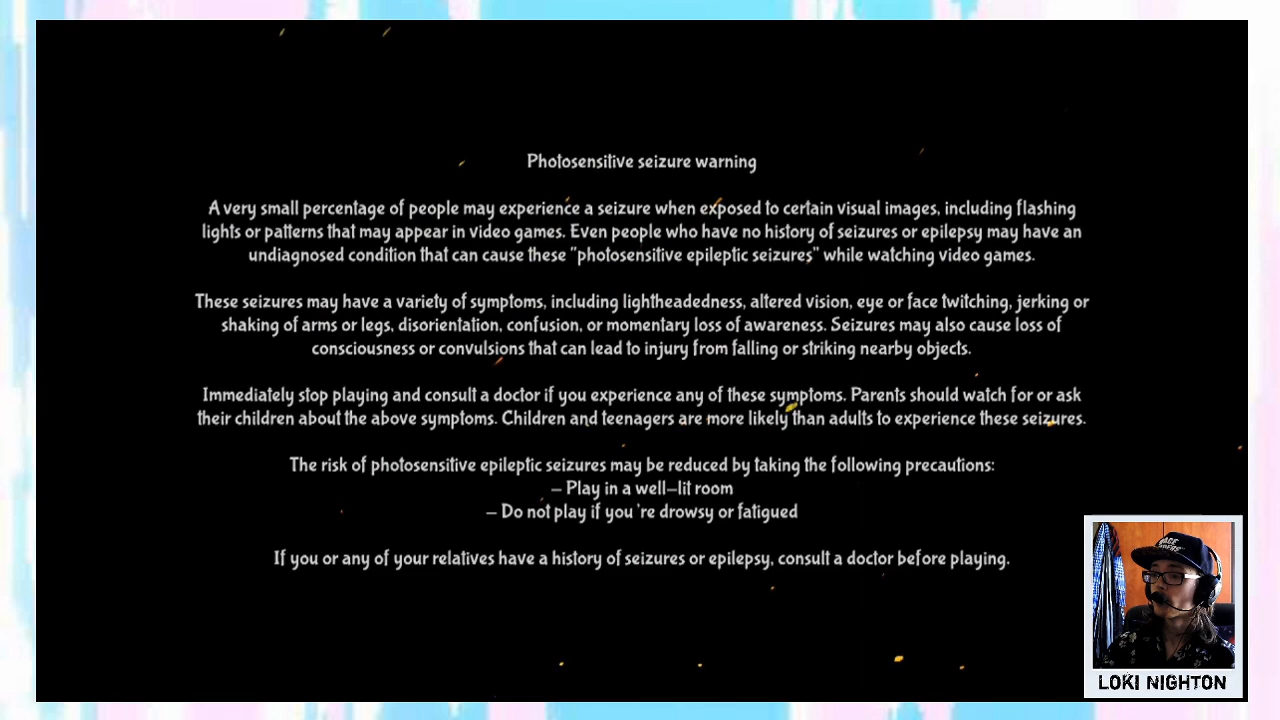 Photosensitive seizure warning
A very small percentage of people may experience a seizure when exposed to certain visual images, including flashing
lights or patterns that may appear in video games. Even people who have no history of seizures or epilepsy may have an
undiagnosed condition that can cause these "photosensitive epileptic seizures" while watching video games.
These seizures may have a variety of symptoms, including lightheadedness, altered vision, eye or face twitching, jerking or
shaking of arms or legs, disorientation, confusion, or momentary loss of awareness. Seizures may also cause loss of
consciousness or convulsions that can lead to injury from falling or striking nearby objects.
Immediately stop playing and consult a doctor if you experience any of these symptoms. Parents should watch for or ask
their children about the above symptoms. Children and teenagers are more likely than adults to experience these seizures.
The risk of photosensitive epileptic seizures may be reduced by taking the following precautions:
– Play in a well–lit room
– Do not play if you 're drowsy or fatigued
If you or any of your relatives have a history of seizures or epilepsy, consult a doctor before playing.
LOKI NIGHTON